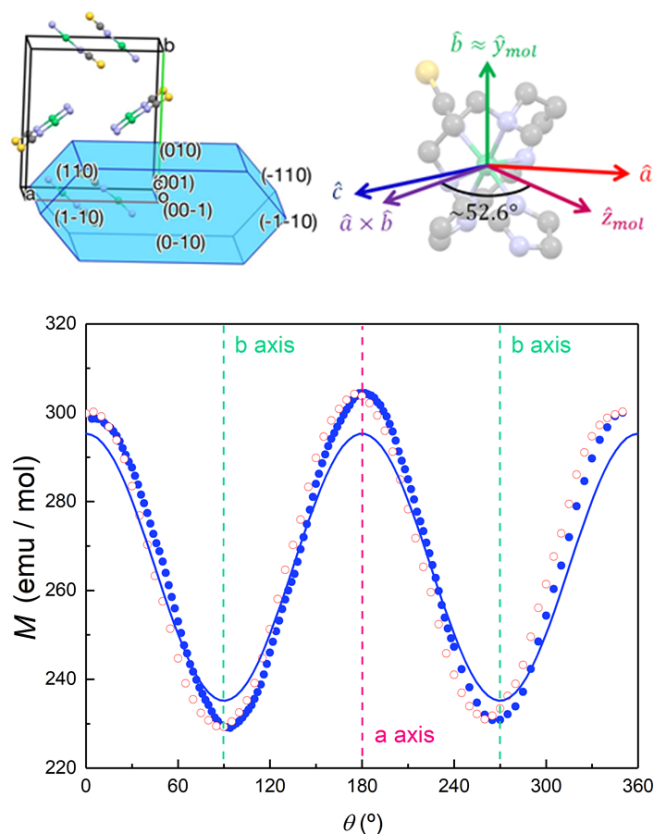 b
(010)
(110)
(-110)
(001)
a
o
(1-10)
(00-1)
(-1-10)
(0-10)
b̂ ≈ ŷmol
â
ĉ
â × b̂
~52.6°
ẑmol
320
300
280
260
240
220
M (emu / mol)
b axis
b axis
a axis
0
60
120
180
240
300
360
θ (º)